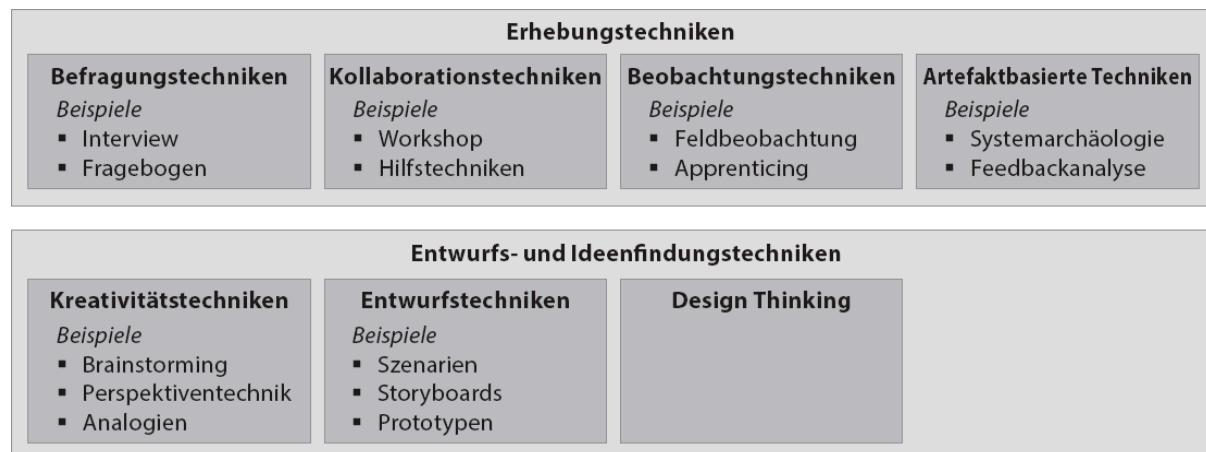 Erhebungstechniken
Befragungstechniken
Beispiele
▪ Interview
▪ Fragebogen
Kollaborationstechniken
Beispiele
▪ Workshop
▪ Hilfstechniken
Beobachtungstechniken
Beispiele
▪ Feldbeobachtung
▪ Apprenticing
Artefaktbasierte Techniken
Beispiele
▪ Systemarchäologie
▪ Feedbackanalyse
Entwurfs- und Ideenfindungstechniken
Kreativitätstechniken
Beispiele
▪ Brainstorming
▪ Perspektiventechnik
▪ Analogien
Entwurfstechniken
Beispiele
▪ Szenarien
▪ Storyboards
▪ Prototypen
Design Thinking